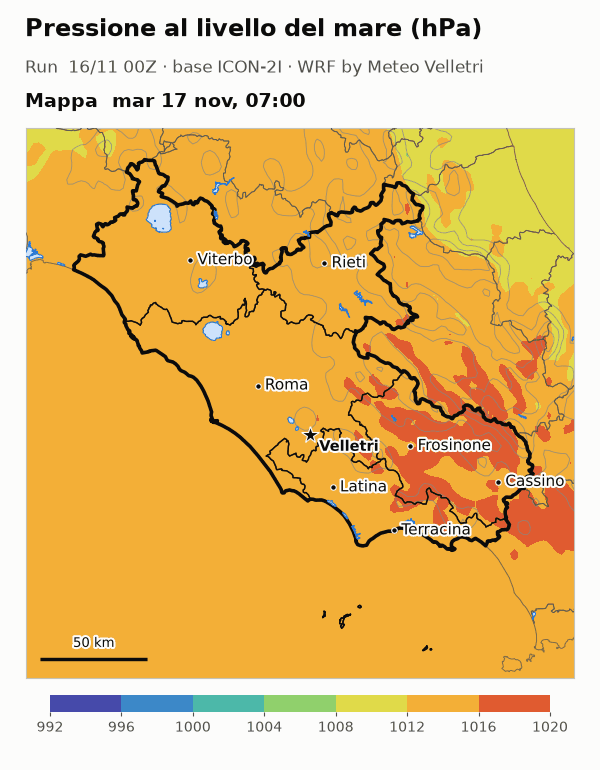 Pressione al livello del mare (hPa)
Run  16/11 00Z · base ICON-2I · WRF by Meteo Velletri
Mappa  mar 17 nov, 07:00
Viterbo
Rieti
Roma
Velletri
Frosinone
Cassino
Latina
Terracina
50 km
992 996 1000 1004 1008 1012 1016 1020